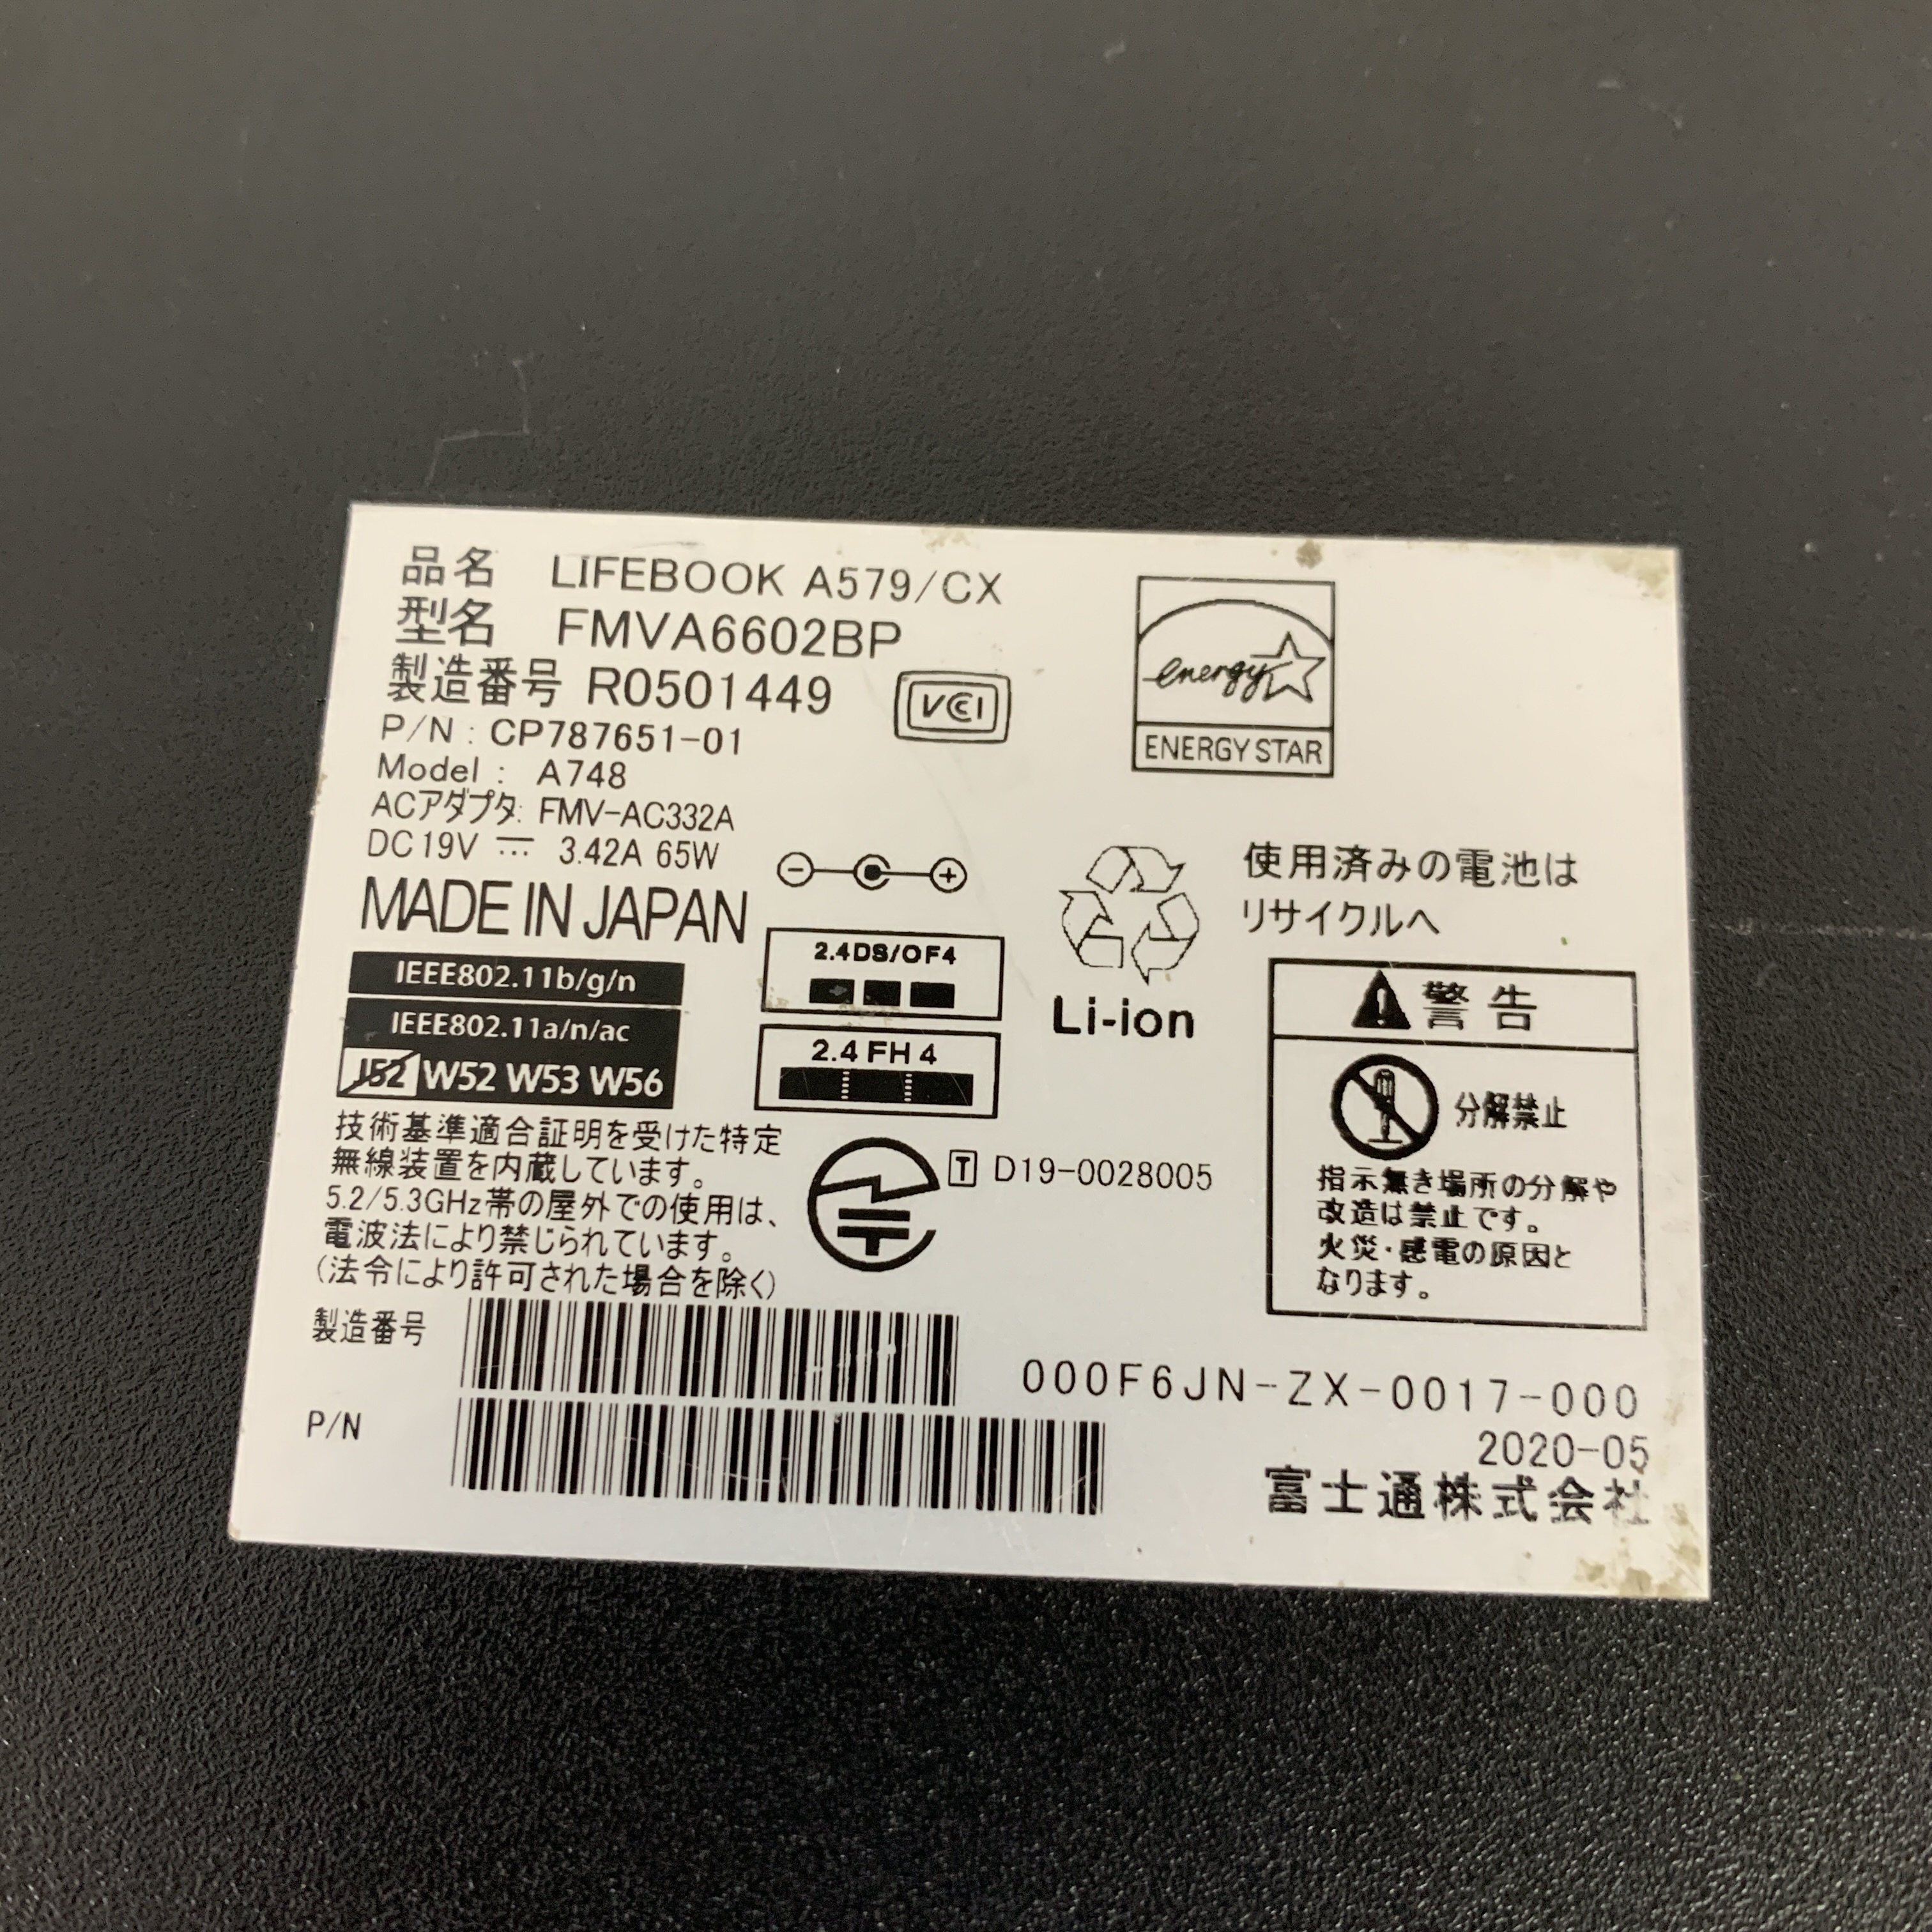 品名 LIFEBOOK A579/CX
型名 FMVA6602BP
製造番号 R0501449
VCI
P/N : CP787651-01
Model : A748
ACアダプタ: FMV-AC332A
DC19V 3.42A 65W
MADE IN JAPAN
energy
ENERGY STAR
IEEE802.11b/g/n
IEEE802.11a/n/ac
J52 W52 W53 W56
2.4DS/OF4
2.4FH4
Li-ion
使用済みの電池は
リサイクルへ
警告
分解禁止
指示無き場所の分解や
改造は禁止です。
火災・感電の原因と
なります。
技術基準適合証明を受けた特定
無線装置を内蔵しています。
5.2/5.3GHz帯の屋外での使用は、
電波法により禁じられています。
(法令により許可された場合を除く)
T D19-0028005
製造番号
P/N
000F6JN-ZX-0017-000
2020-05
富士通株式会社